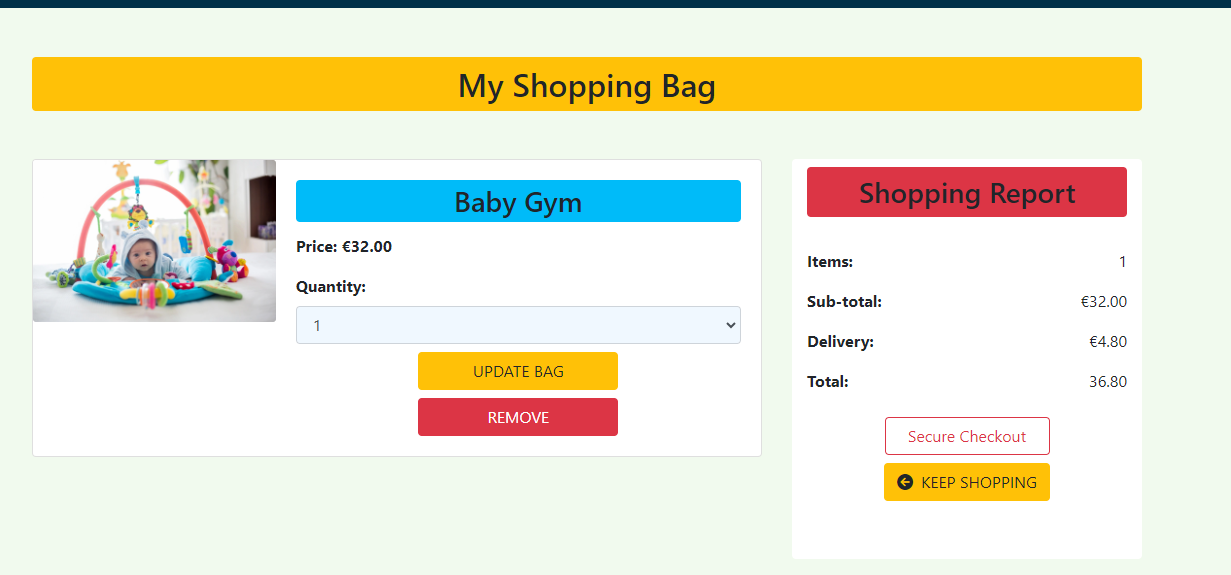 My Shopping Bag
Baby Gym
Price: €32.00
Quantity:
1
UPDATE BAG
REMOVE
Shopping Report
Items: 1
Sub-total: €32.00
Delivery: €4.80
Total: 36.80
Secure Checkout
KEEP SHOPPING